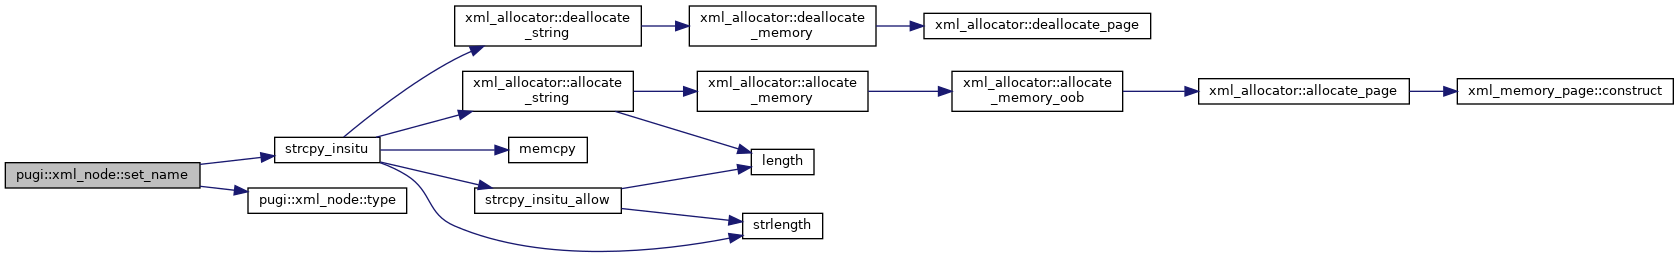 xml_allocator::deallocate
_string
xml_allocator::deallocate
_memory
xml_allocator::deallocate_page
xml_allocator::allocate
_string
xml_allocator::allocate
_memory
xml_allocator::allocate
_memory_oob
xml_allocator::allocate_page
xml_memory_page::construct
strcpy_insitu
memcpy
length
pugi::xml_node::set_name
pugi::xml_node::type
strcpy_insitu_allow
strlength